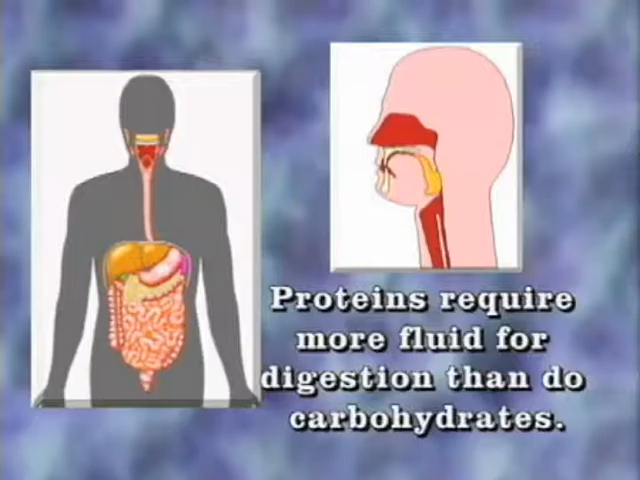 Proteins require
more fluid for
digestion than do
carbohydrates.